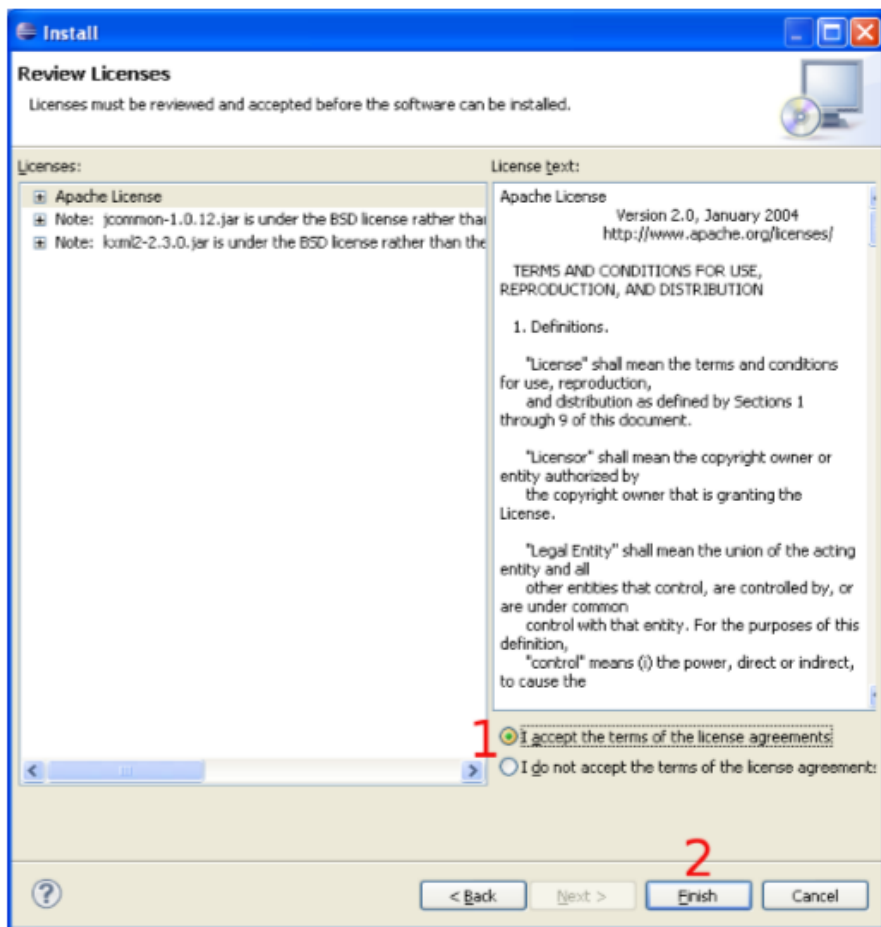 Install
Review Licenses
Licenses must be reviewed and accepted before the software can be installed.
Licenses:
Apache License
Note: jcommon-1.0.12.jar is under the BSD license rather tha
Note: kxml2-2.3.0.jar is under the BSD license rather than the
License text:
Apache License
Version 2.0, January 2004
http://www.apache.org/licenses/
TERMS AND CONDITIONS FOR USE,
REPRODUCTION, AND DISTRIBUTION
1. Definitions.
"License" shall mean the terms and conditions
for use, reproduction,
and distribution as defined by Sections 1
through 9 of this document.
"Licensor" shall mean the copyright owner or
entity authorized by
the copyright owner that is granting the
License.
"Legal Entity" shall mean the union of the acting
entity and all
other entities that control, are controlled by, or
are under common
control with that entity. For the purposes of this
definition,
"control" means (i) the power, direct or indirect,
to cause the
1 I accept the terms of the license agreements
I do not accept the terms of the license agreements
2
? < Back Next > Finish Cancel